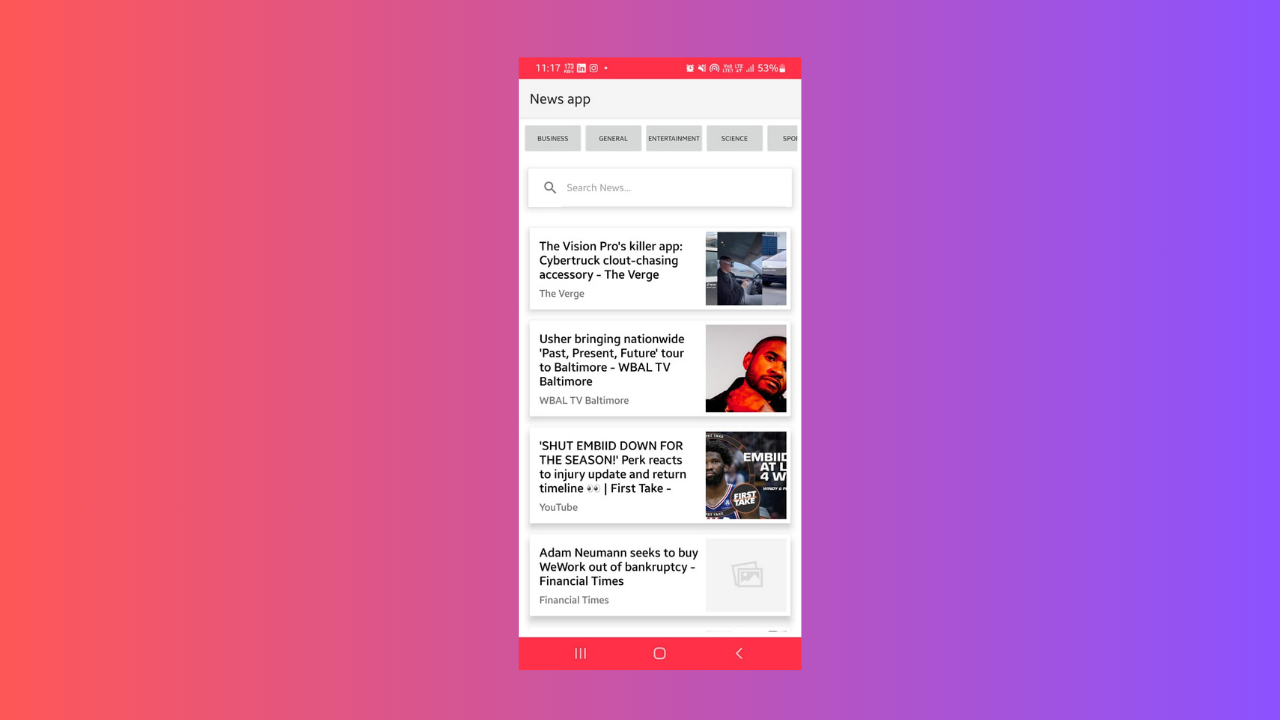 11:17
53%
News app
BUSINESS
GENERAL
ENTERTAINMENT
SCIENCE
SPO
Search News...
The Vision Pro's killer app:
Cybertruck clout-chasing
accessory - The Verge
The Verge
Usher bringing nationwide
'Past, Present, Future' tour
to Baltimore - WBAL TV
Baltimore
WBAL TV Baltimore
'SHUT EMBIID DOWN FOR
THE SEASON!' Perk reacts
to injury update and return
timeline 👀 | First Take -
YouTube
EMBIID
AT L
4 W
FIRST
TAKE
Adam Neumann seeks to buy
WeWork out of bankruptcy -
Financial Times
Financial Times